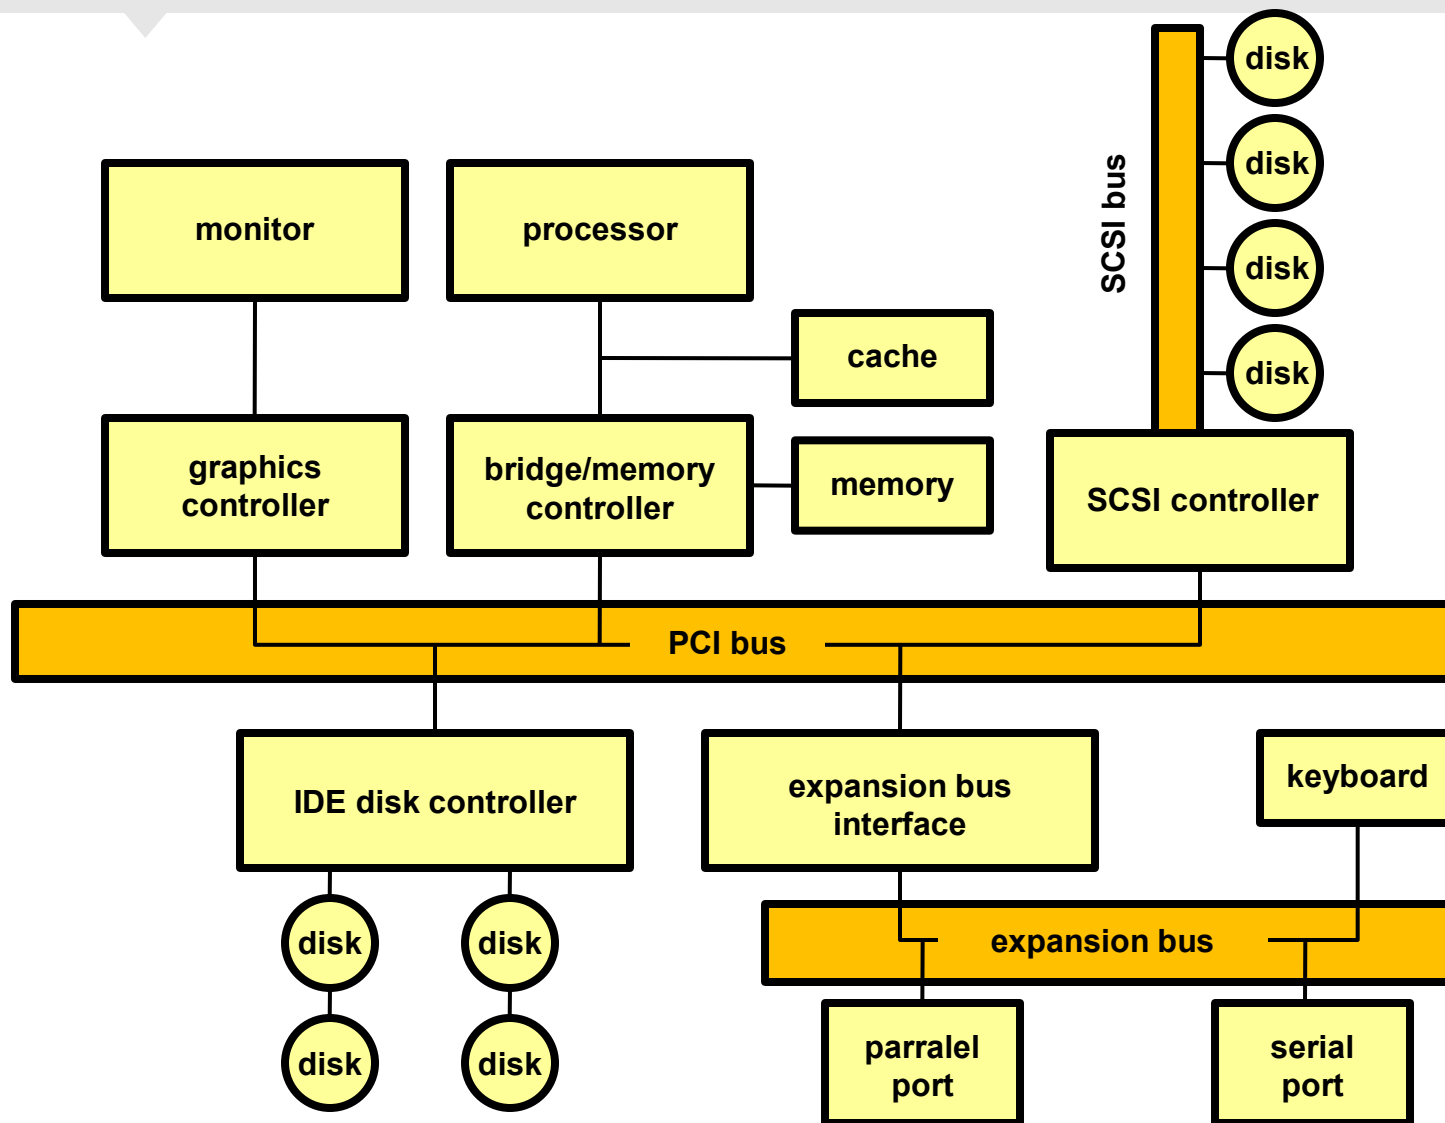 disk
disk
SCSI bus
monitor
processor
disk
cache
disk
graphics
controller
bridge/memory
controller
memory
SCSI controller
PCI bus
IDE disk controller
expansion bus
interface
keyboard
disk
disk
expansion bus
disk
disk
parralel
port
serial
port